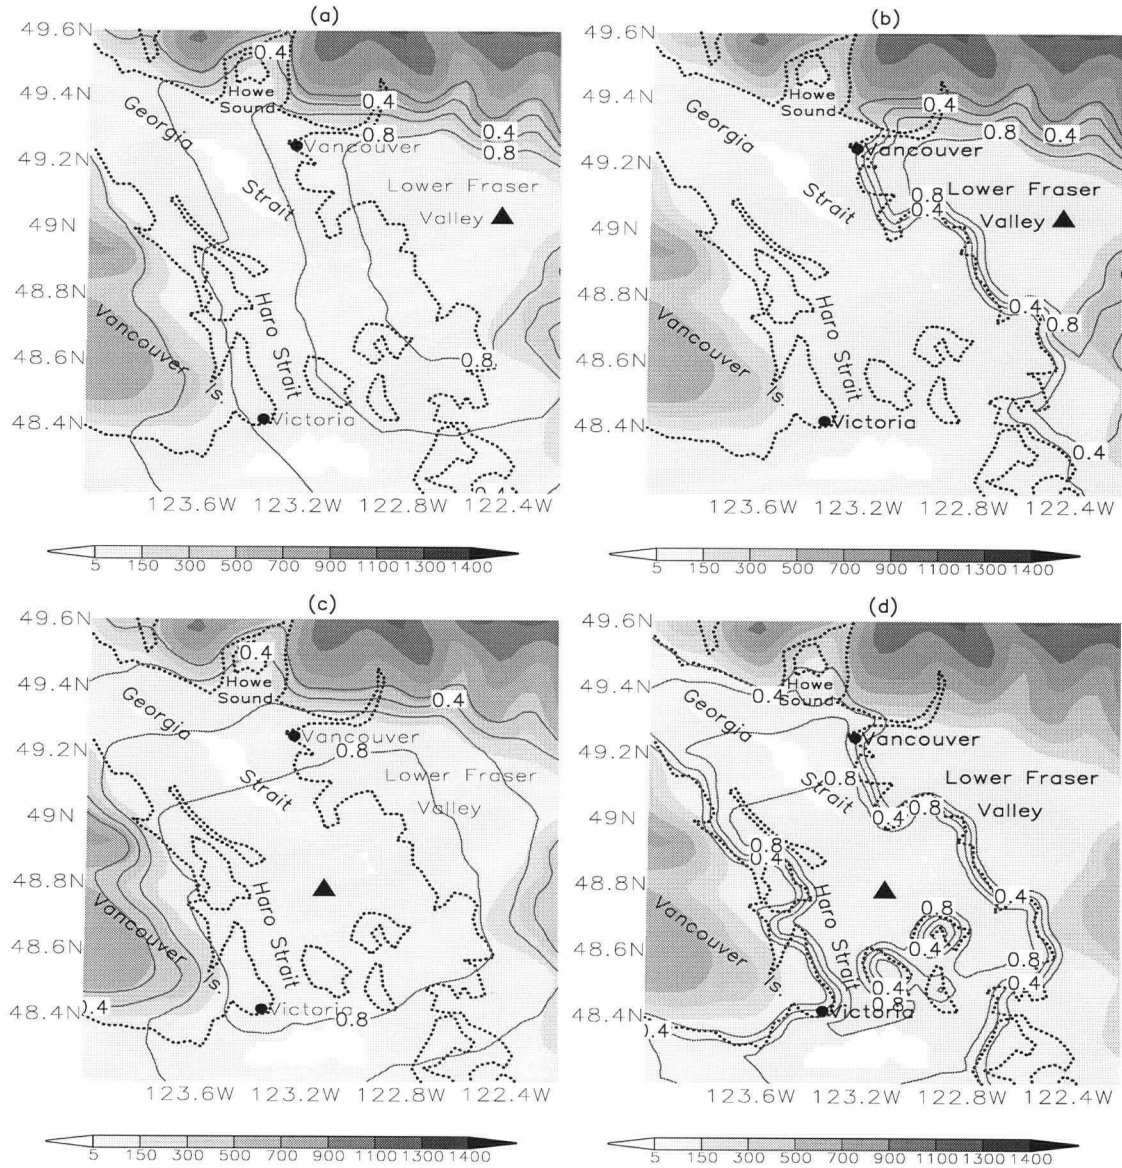 (a)
49.6N
49.4N
49.2N
49N
48.8N
48.6N
48.4N
0.4
Howe
Sound
Georgia
Strait
0.4
0.8
0.4
0.8
Vancouver
Lower Fraser
Valley
Haro Strait
Vancouver Is.
0.8
Victoria
0.4
123.6W 123.2W 122.8W 122.4W
5 150 300 500 600 700 900 1100 1300 1400
(b)
49.6N
49.4N
49.2N
49N
48.8N
48.6N
48.4N
Howe
Sound
Georgia
Strait
0.4
0.8
0.4
Vancouver
0.8
0.4
Lower Fraser
Valley
Haro Strait
Vancouver Is.
0.4
0.8
Victoria
0.4
123.6W 123.2W 122.8W 122.4W
5 150 300 500 600 700 900 1100 1300 1400
(c)
49.6N
49.4N
49.2N
49N
48.8N
48.6N
48.4N
0.4
Howe
Sound
0.4
Georgia
Strait
Vancouver
0.8
Lower Fraser
Valley
Haro Strait
Vancouver Is.
0.4
Victoria
0.8
123.6W 123.2W 122.8W 122.4W
5 150 300 500 600 700 900 1100 1300 1400
(d)
49.6N
49.4N
49.2N
49N
48.8N
48.6N
48.4N
0.4
Howe
Sound
Georgia
Strait
Vancouver
0.8
0.4
0.8
Lower Fraser
Valley
0.8
0.4
Haro Strait
Vancouver Is.
0.4
0.8
0.4
0.8
0.4
0.4
0.8
0.4
Victoria
123.6W 123.2W 122.8W 122.4W
5 150 300 500 600 700 900 1100 1300 1400